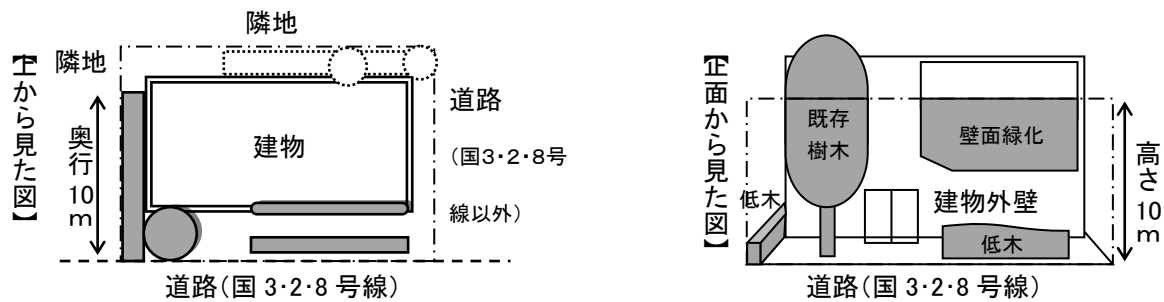 【上から見た図】
隣地
隣地
奥行
10
m
建物
道路
(国3・2・8号
線以外)
道路(国 3・2・8 号線)
【正面から見た図】
既存
樹木
壁面緑化
低木
建物外壁
低木
高さ
10
m
道路(国 3・2・8 号線)